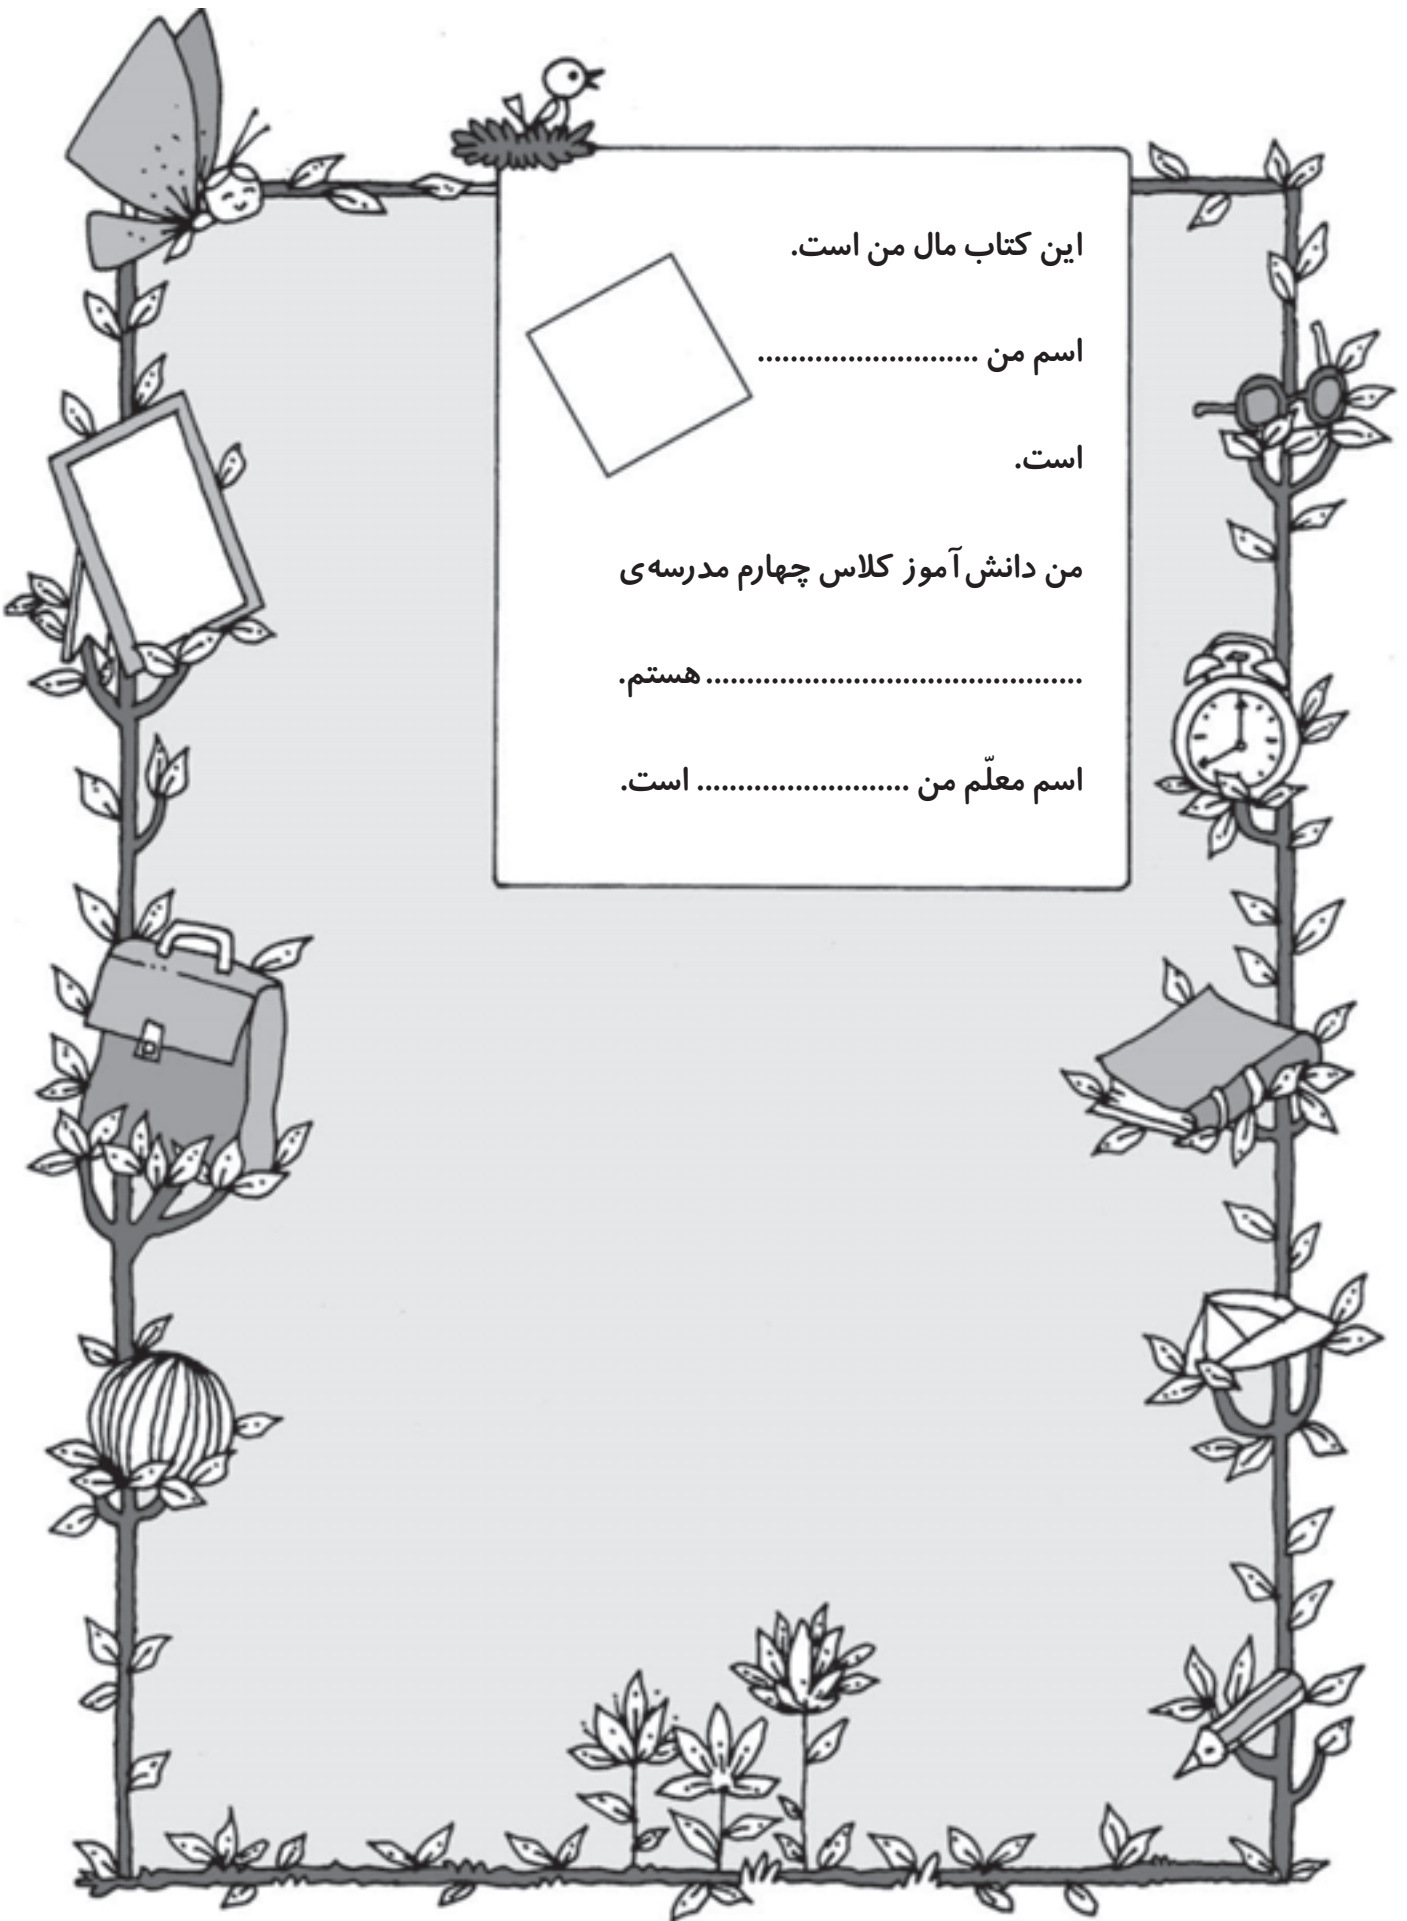 این کتاب مال من است.
اسم من ..........................
است.
من دانش‌آموز کلاس چهارم مدرسه‌ی
.............................................. هستم.
اسم معلّم من .......................... است.